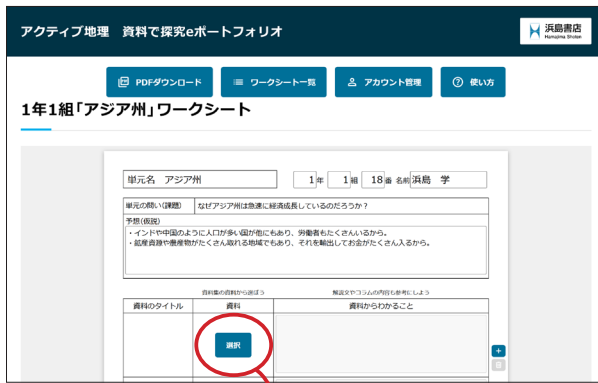 アクティブ地理　資料で探究eポートフォリオ
浜島書店
Hamajima Shoten
PDFダウンロード
ワークシート一覧
アカウント管理
使い方
1年1組｢アジア州｣ワークシート
単元名　アジア州
1年　1組　18番　名前 浜島　学
単元の問い(課題)　なぜアジア州は急速に経済成長しているのだろうか？
予想(仮説)
・インドや中国のように人口が多い国が他にもあり、労働者もたくさんいるから。
・鉱産資源や農産物がたくさん取れる地域でもあり、それを輸出してお金がたくさん入るから。
資料集の資料から選ぼう　解説文やコラムの内容も参考にしよう
資料のタイトル　資料　資料からわかること
選択